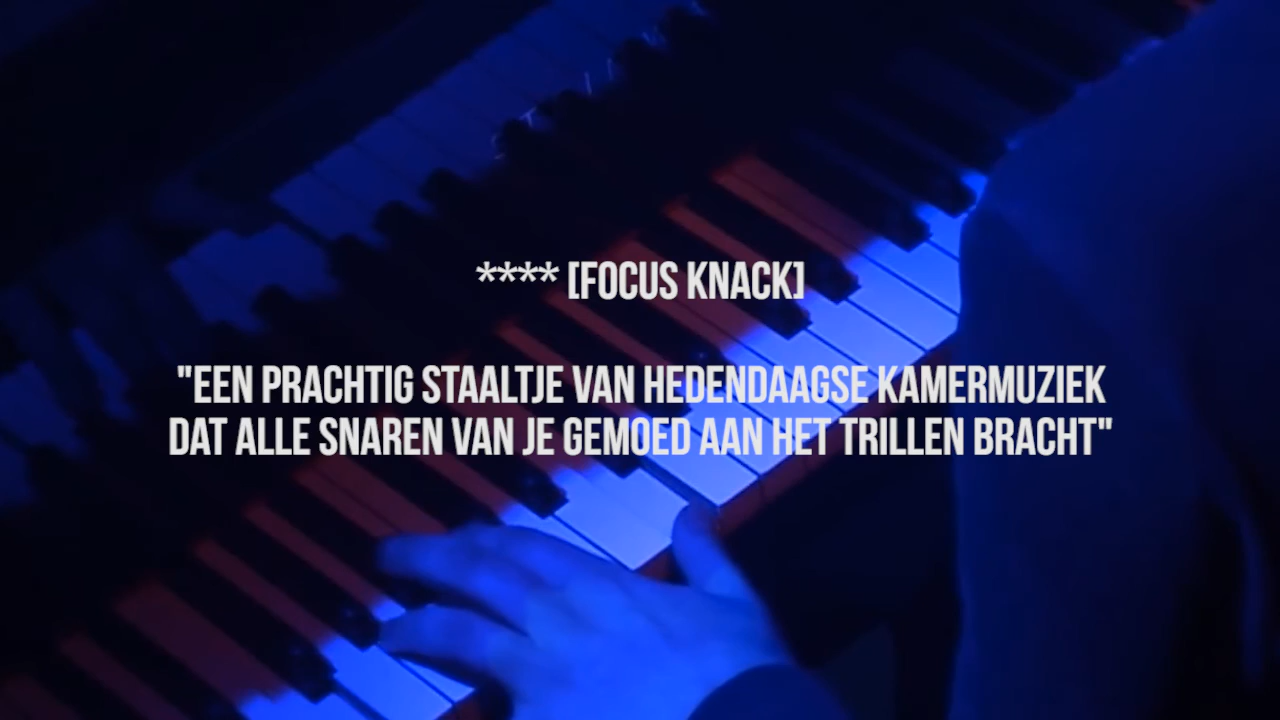 **** [FOCUS KNACK]
"EEN PRACHTIG STAALTJE VAN HEDENDAAGSE KAMERMUZIEK
DAT ALLE SNAREN VAN JE GEMOED AAN HET TRILLEN BRACHT"